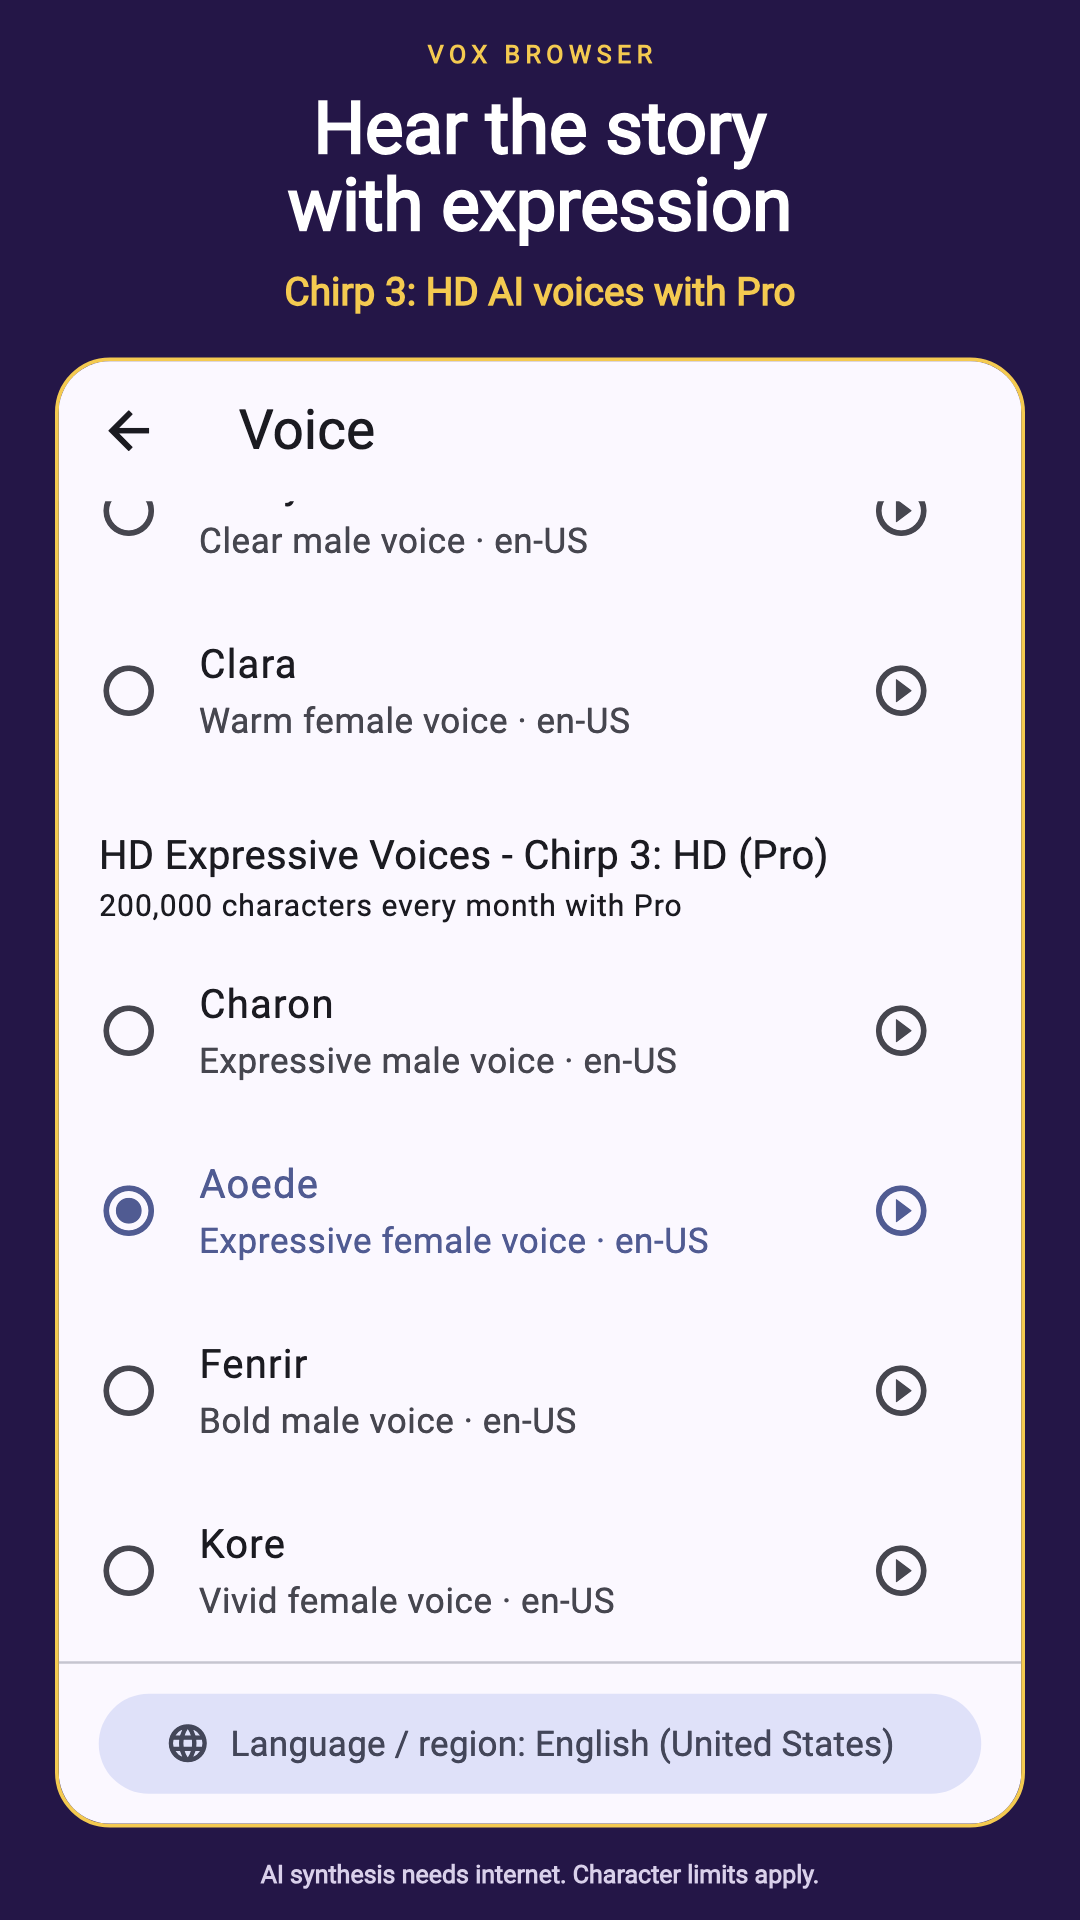 VOX BROWSER
Hear the story
with expression
Chirp 3: HD AI voices with Pro
Voice
Clear male voice · en-US
Clara
Warm female voice · en-US
HD Expressive Voices - Chirp 3: HD (Pro)
200,000 characters every month with Pro
Charon
Expressive male voice · en-US
Aoede
Expressive female voice · en-US
Fenrir
Bold male voice · en-US
Kore
Vivid female voice · en-US
Language / region: English (United States)
AI synthesis needs internet. Character limits apply.